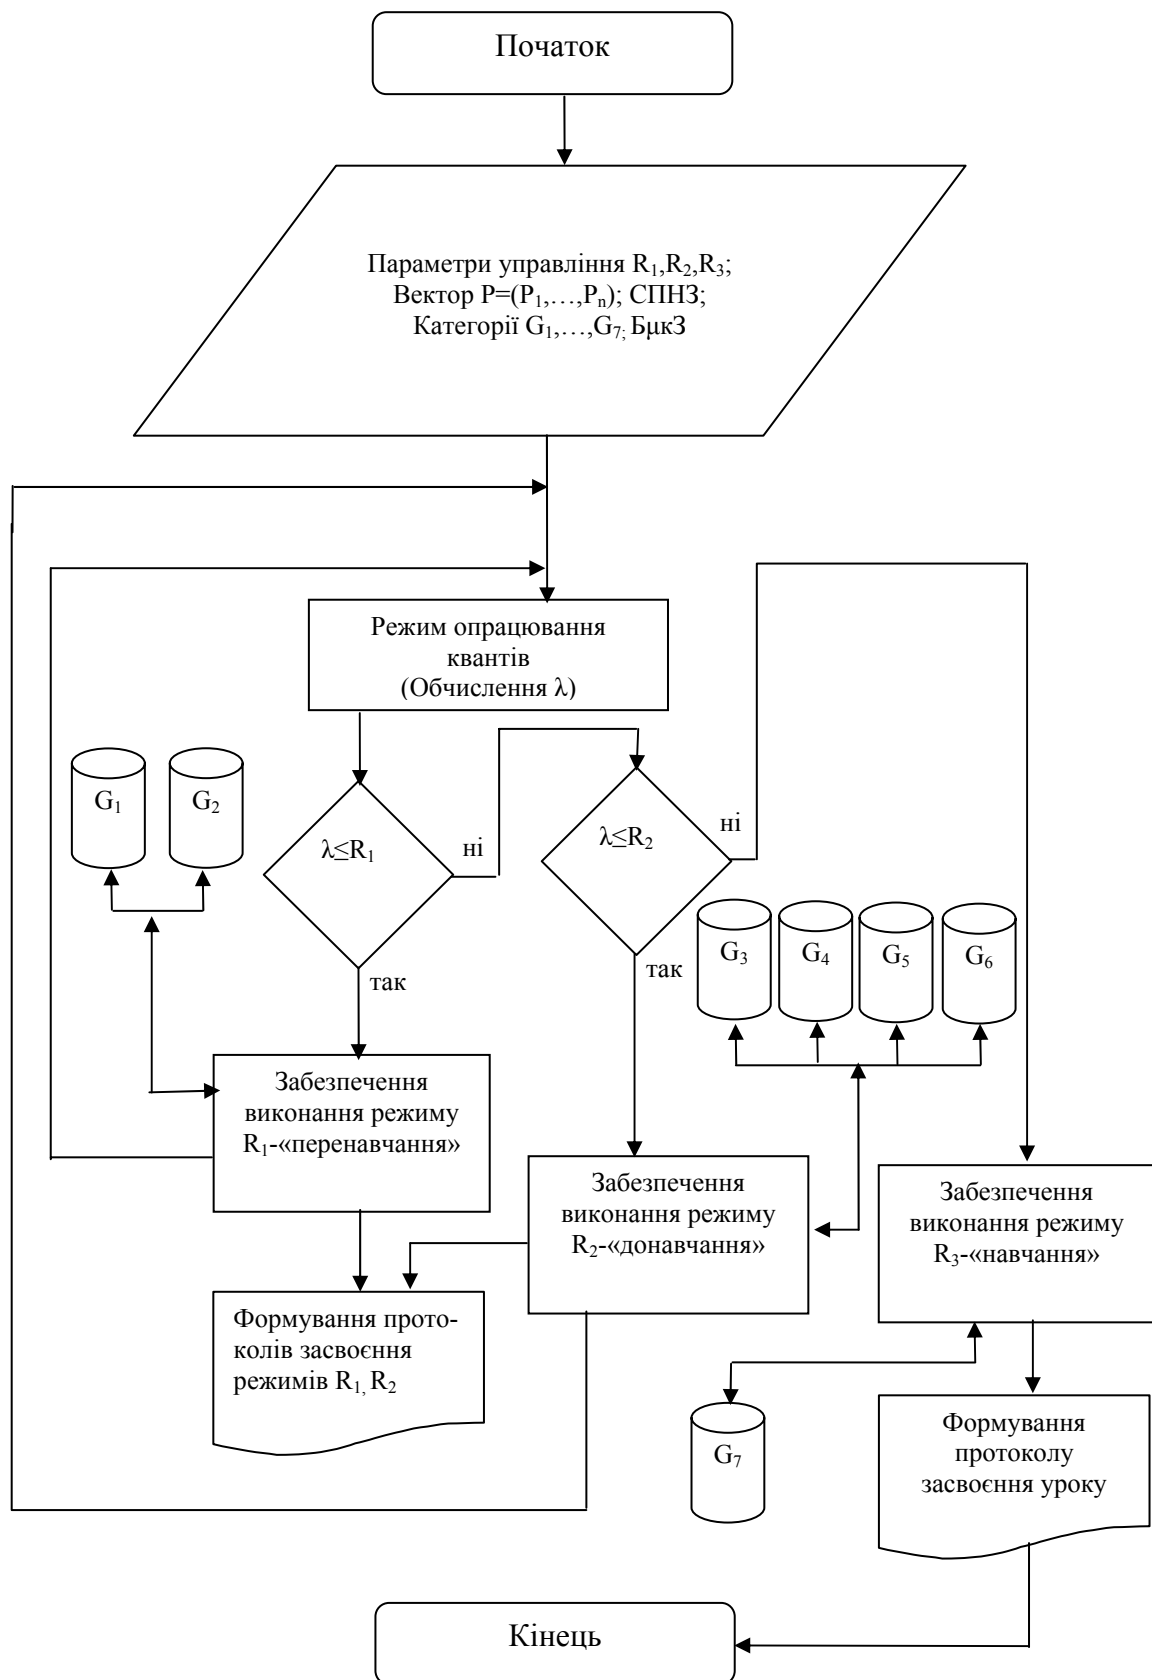 Початок
Параметри управління R₁,R₂,R₃;
Вектор P=(P₁,…,Pₙ); СПНЗ;
Категорії G₁,…,G₇; БμкЗ
Режим опрацювання
квантів
(Обчислення λ)
G₁
G₂
λ≤R₁
ні
λ≤R₂
ні
так
так
G₃
G₄
G₅
G₆
Забезпечення
виконання режиму
R₁-«перенавчання»
Забезпечення
виконання режиму
R₂-«донавчання»
Забезпечення
виконання режиму
R₃-«навчання»
Формування прото-
колів засвоєння
режимів R₁, R₂
G₇
Формування
протоколу
засвоєння уроку
Кінець